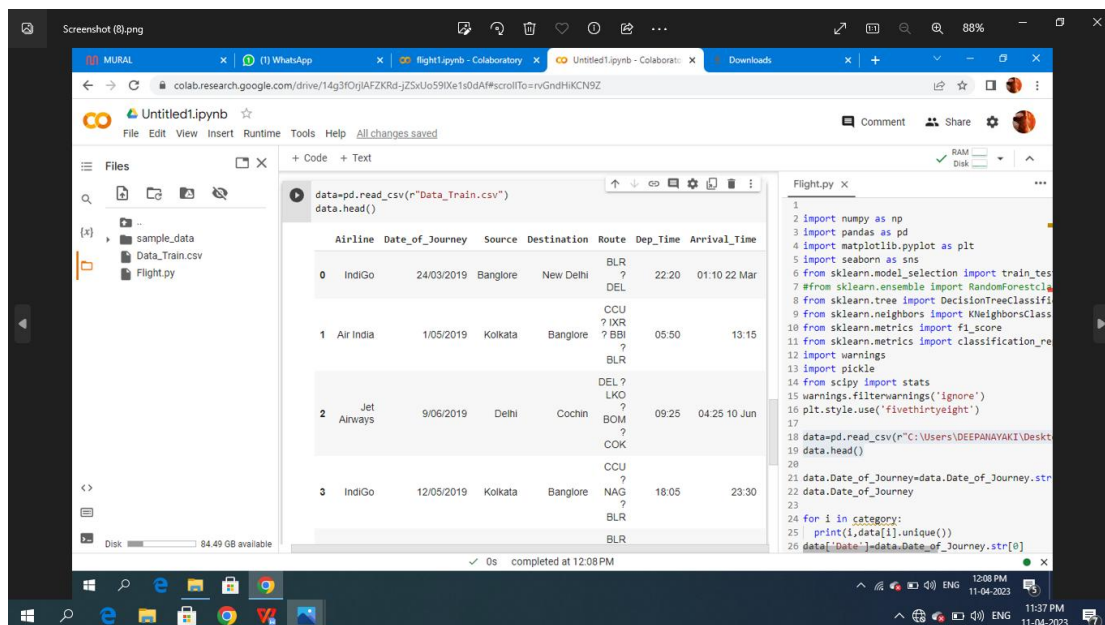 Screenshot (8).png
88%
MURAL
(1) WhatsApp
flight1.ipynb - Colaboratory
Untitled1.ipynb - Colaborato
Downloads
colab.research.google.com/drive/14g3fOrjlAFZKRd-jZSxUo59IXe1s0dAf#scrollTo=rvGndHiKCN9Z
Untitled1.ipynb
Comment
Share
File Edit View Insert Runtime Tools Help All changes saved
Files
+ Code + Text
RAM
Disk
..
sample_data
Data_Train.csv
Flight.py
Disk
84.49 GB available
data=pd.read_csv(r"Data_Train.csv")
data.head()
Airline Date_of_Journey Source Destination Route Dep_Time Arrival_Time
0 IndiGo 24/03/2019 Banglore New Delhi BLR ? DEL 22:20 01:10 22 Mar
1 Air India 1/05/2019 Kolkata Banglore CCU ? IXR ? BBI ? BLR 05:50 13:15
2 Jet Airways 9/06/2019 Delhi Cochin DEL ? LKO ? BOM ? COK 09:25 04:25 10 Jun
3 IndiGo 12/05/2019 Kolkata Banglore CCU ? NAG ? BLR 18:05 23:30
BLR
Flight.py
1
2 import numpy as np
3 import pandas as pd
4 import matplotlib.pyplot as plt
5 import seaborn as sns
6 from sklearn.model_selection import train_tes
7 #from sklearn.ensemble import RandomForestcla
8 from sklearn.tree import DecisionTreeClassifi
9 from sklearn.neighbors import KNeighborsClass
10 from sklearn.metrics import f1_score
11 from sklearn.metrics import classification_re
12 import warnings
13 import pickle
14 from scipy import stats
15 warnings.filterwarnings('ignore')
16 plt.style.use('fivethirtyeight')
17
18 data=pd.read_csv(r"C:\Users\DEEPANAYAKI\Deskt
19 data.head()
20
21 data.Date_of_Journey=data.Date_of_Journey.str
22 data.Date_of_Journey
23
24 for i in category:
25 print(i,data[i].unique())
26 data['Date']=data.Date_of_Journey.str[0]
0s completed at 12:08 PM
ENG
12:08 PM
11-04-2023
5
ENG
11:37 PM
11-04-2023
7